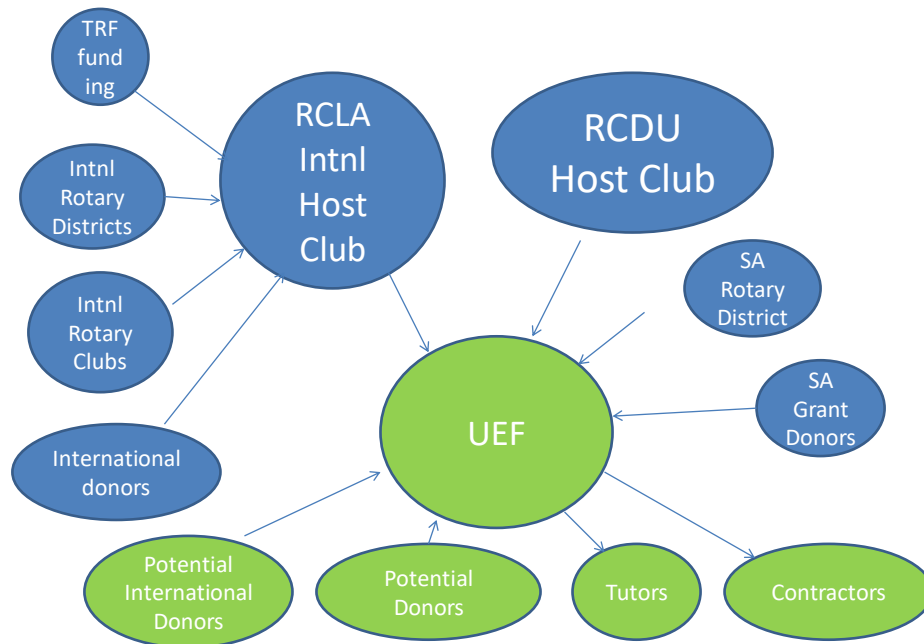 TRF
fund
ing
RCLA
Intnl
Host
Club
RCDU
Host Club
Intnl
Rotary
Districts
SA
Rotary
District
Intnl
Rotary
Clubs
SA
Grant
Donors
UEF
International
donors
Potential
International
Donors
Potential
Donors
Tutors
Contractors